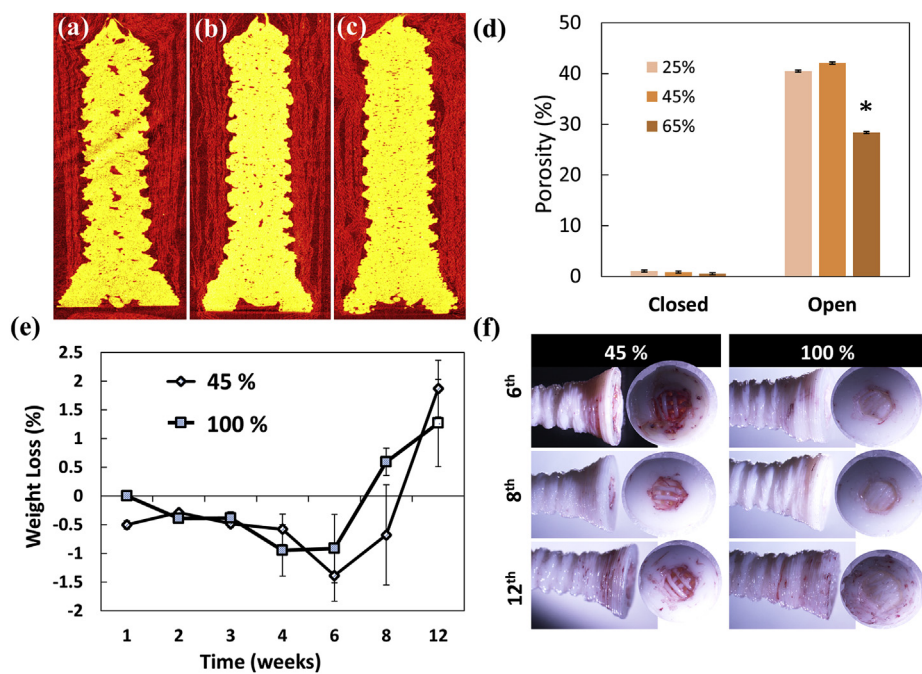 (a)
(b)
(c)
(d)
50
40
30
20
10
0
Porosity (%)
25%
45%
65%
*
Closed
Open
(e)
2.5
2
1.5
1
0.5
0
-0.5
-1
-1.5
-2
Weight Loss (%)
45 %
100 %
1 2 3 4 6 8 12
Time (weeks)
(f)
45 %
100 %
6th
8th
12th